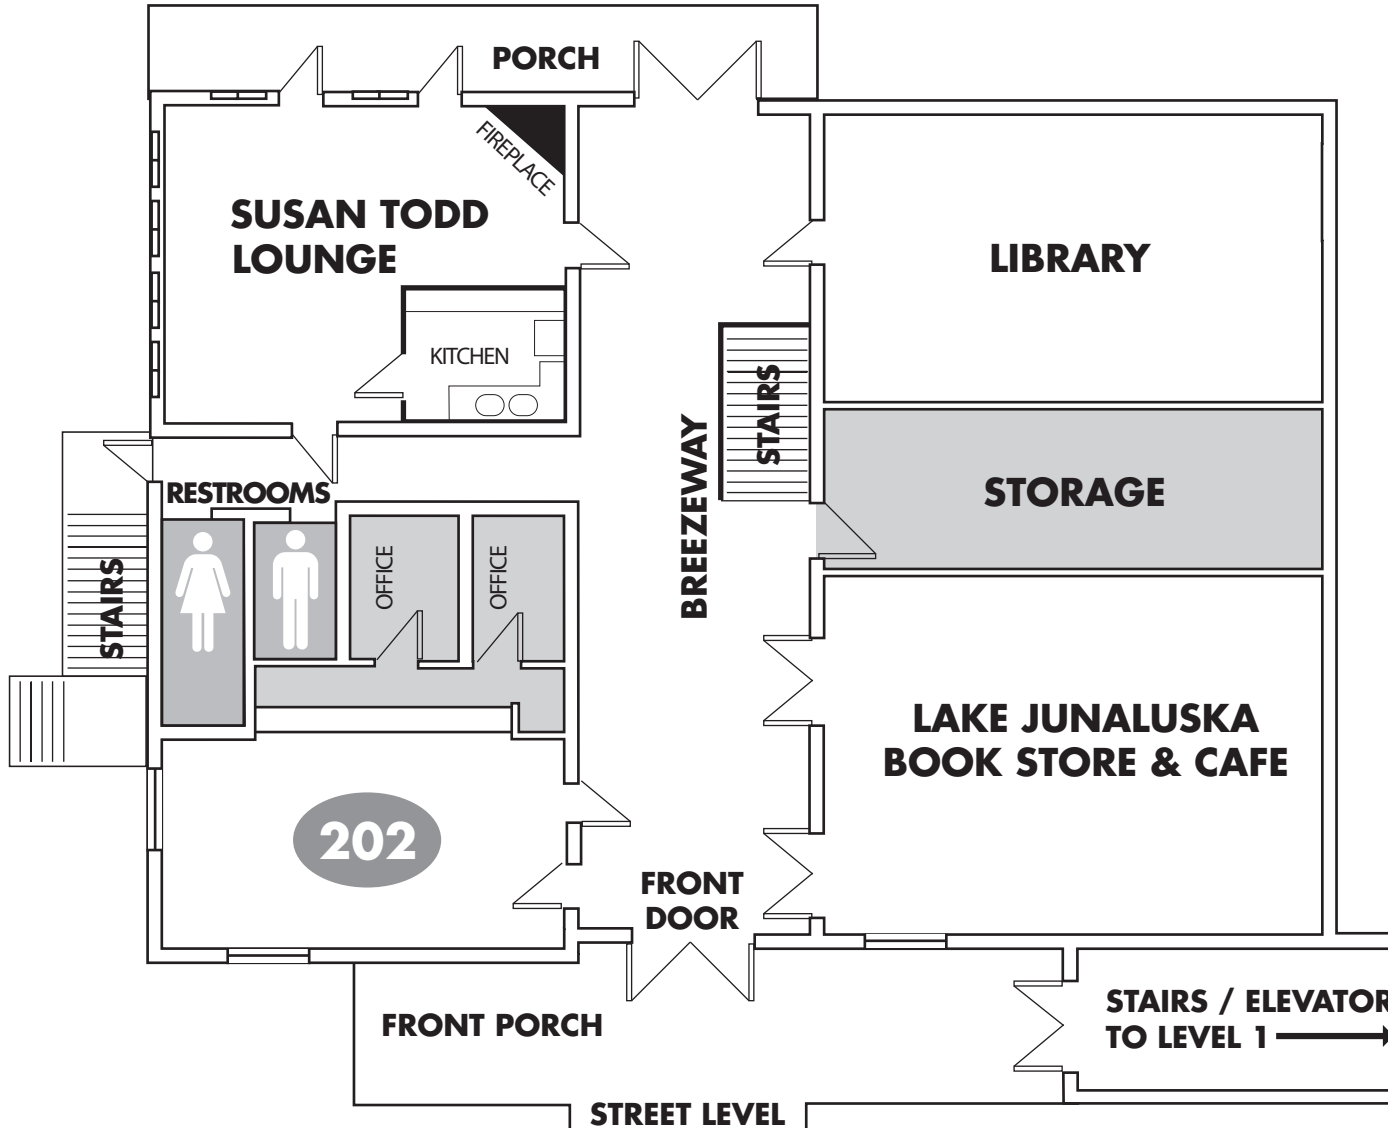 PORCH
FIREPLACE
SUSAN TODD
LOUNGE
LIBRARY
KITCHEN
STAIRS
BREEZEWAY
STORAGE
RESTROOMS
STAIRS
OFFICE
OFFICE
LAKE JUNALUSKA
BOOK STORE & CAFE
202
FRONT
DOOR
FRONT PORCH
STAIRS / ELEVATOR
TO LEVEL 1
STREET LEVEL